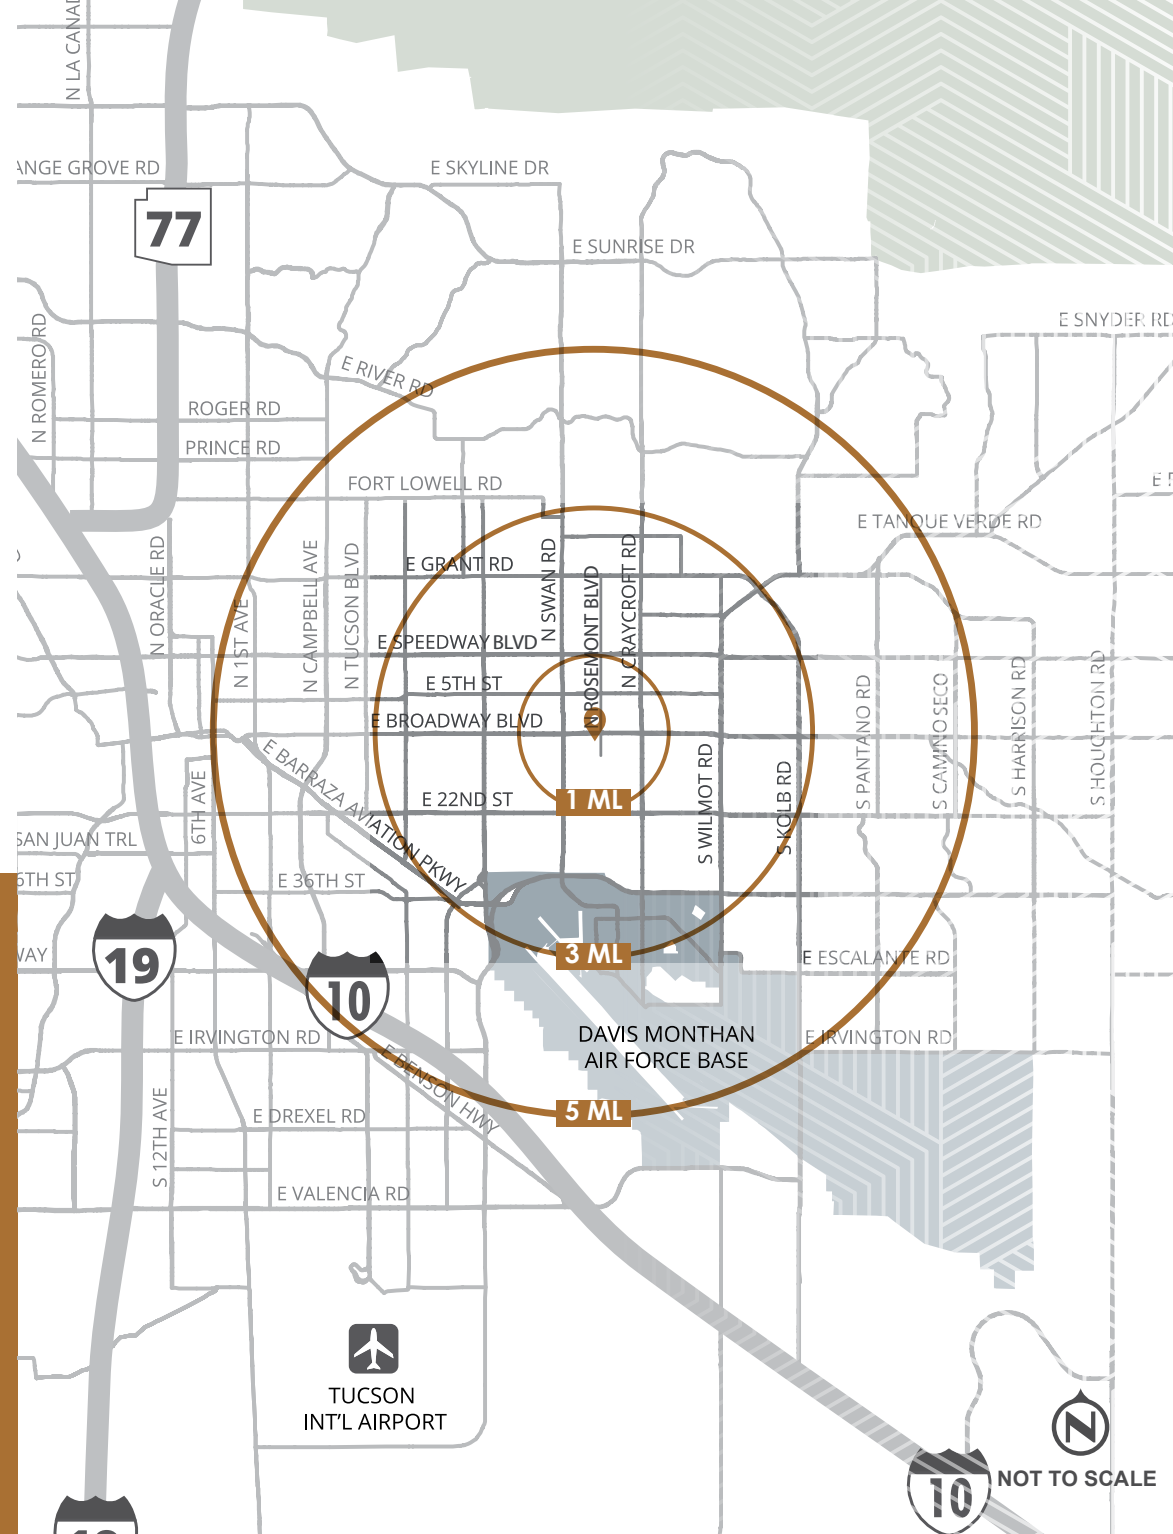 N LA CANAD
ANGE GROVE RD
E SKYLINE DR
77
E SUNRISE DR
E SNYDER RD
N ROMERO RD
E RIVER RD
ROGER RD
PRINCE RD
FORT LOWELL RD
E TANQUE VERDE RD
N ORACLE RD
N 1ST AVE
N CAMPBELL AVE
N TUCSON BLVD
E GRANT RD
N SWAN RD
N ROSEMONT BLVD
N CRAYCROFT RD
E SPEEDWAY BLVD
E 5TH ST
E BROADWAY BLVD
E BARRAZA AVIATION PKWY
6TH AVE
E 22ND ST
1 ML
S WILMOT RD
S KOLB RD
S PANTANO RD
S CAMINO SECO
S HARRISON RD
S HOUGHTON RD
SAN JUAN TRL
6TH ST
E 36TH ST
WAY
19
10
3 ML
E ESCALANTE RD
DAVIS MONTHAN
AIR FORCE BASE
E IRVINGTON RD
E IRVINGTON RD
E BENSON HWY
5 ML
S 12TH AVE
E DREXEL RD
E VALENCIA RD
TUCSON
INT'L AIRPORT
N
NOT TO SCALE
10